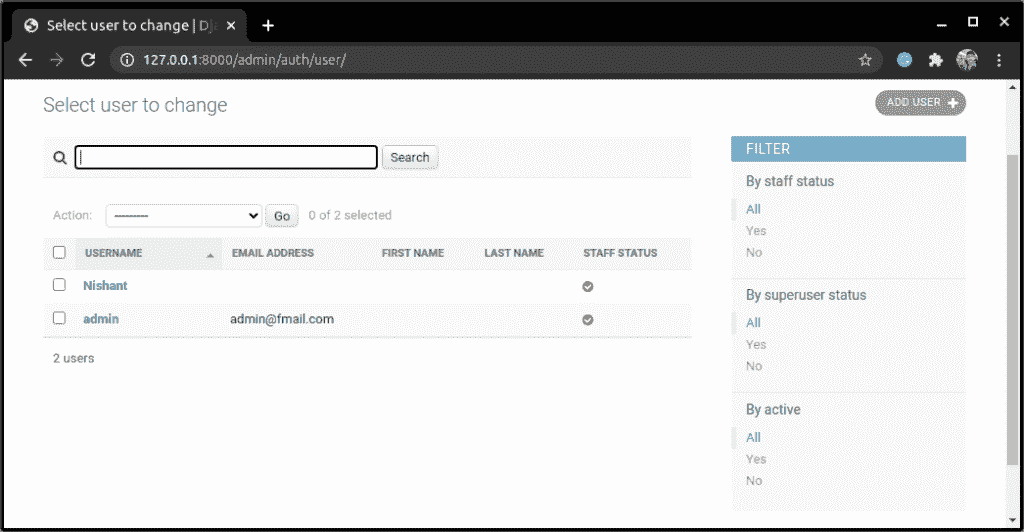 Select user to change | Dja
127.0.0.1:8000/admin/auth/user/
Select user to change
ADD USER +
Search
FILTER
By staff status
All
Yes
No
Action: --------- Go 0 of 2 selected
USERNAME EMAIL ADDRESS FIRST NAME LAST NAME STAFF STATUS
Nishant
admin admin@fmail.com
2 users
By superuser status
All
Yes
No
By active
All
Yes
No